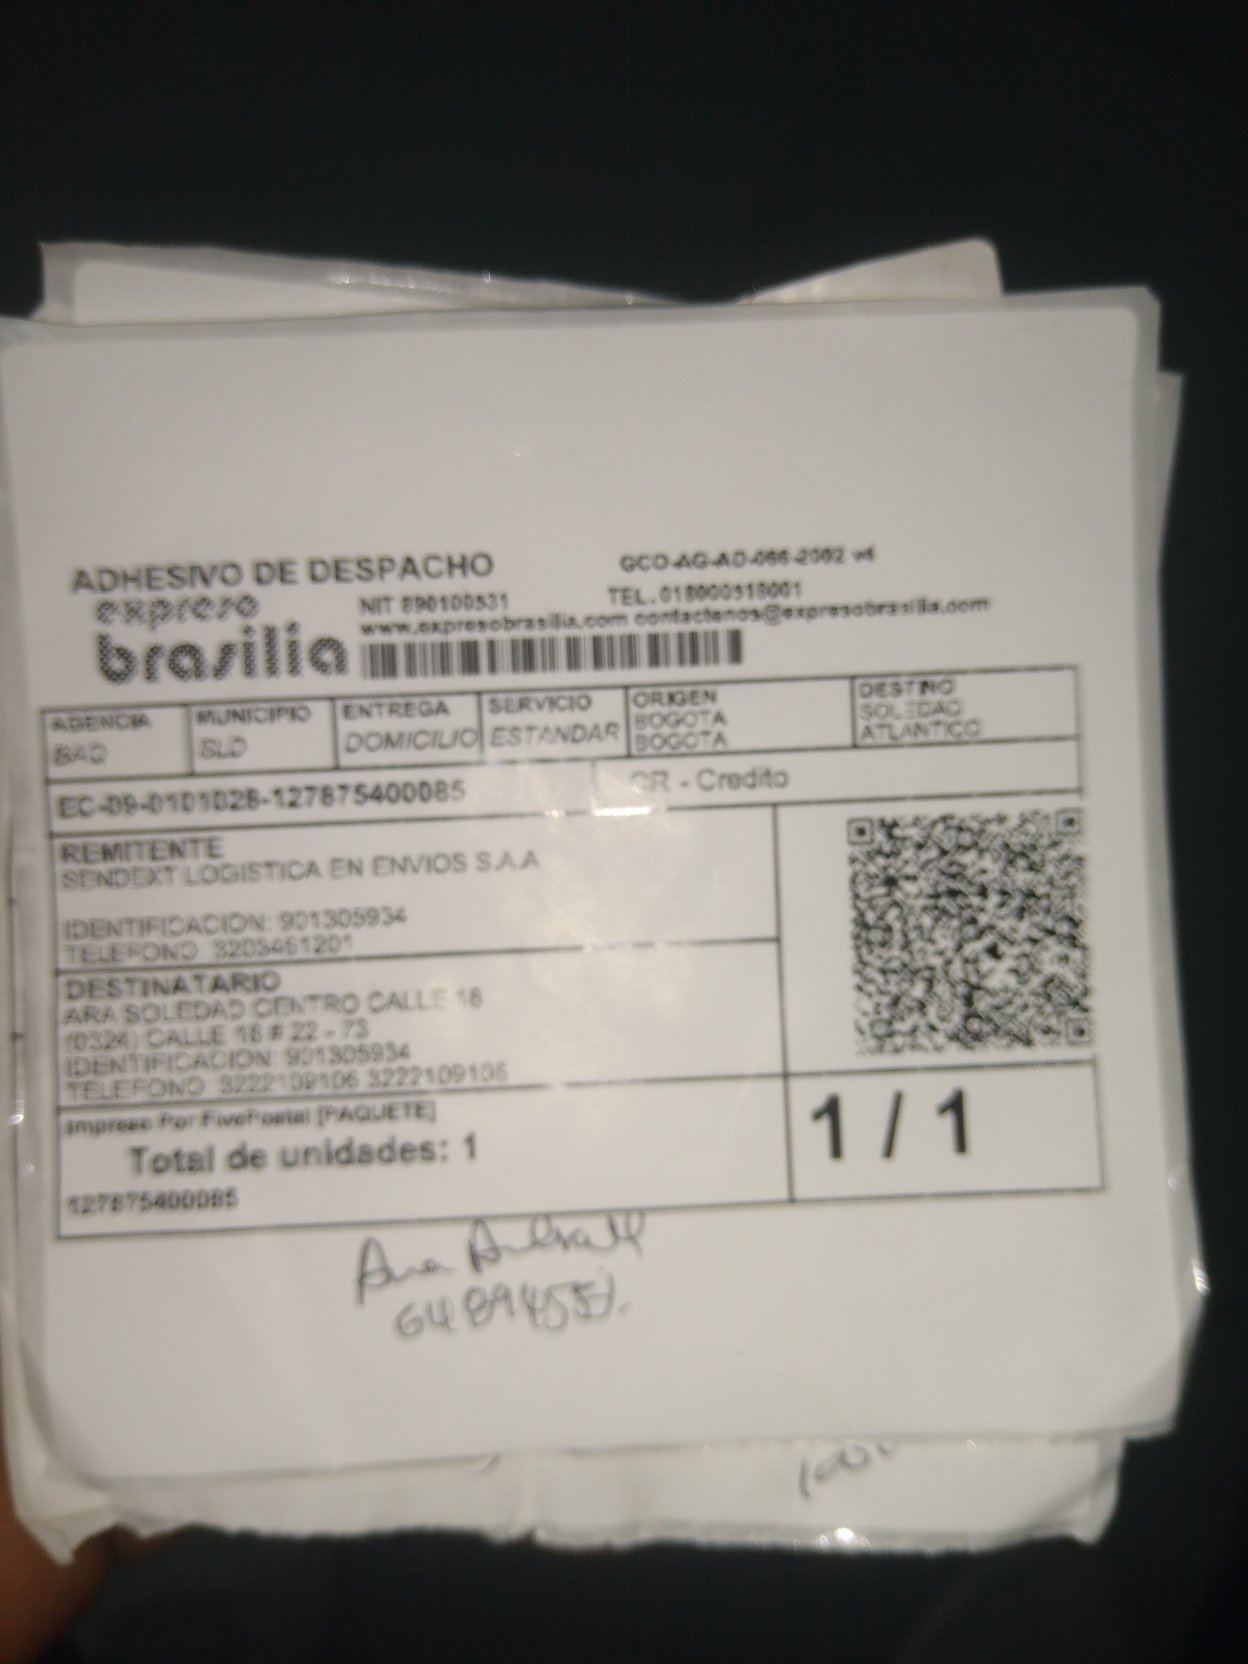 ADHESIVO DE DESPACHO
GCO-AG-AD-066-2002 v6
expreso
brasilia
NIT 890100531
TEL.018000518001
www.expresobrasilia.com contactenos@expresobrasilia.com
AGENCIA
BAQ
MUNICIPIO
SLD
ENTREGA
DOMICILIO
SERVICIO
ESTANDAR
ORIGEN
BOGOTA
BOGOTA
DESTINO
SOLEDAD
ATLANTICO
EC-09-0101028-127875400085
CR - Credito
REMITENTE
SENDEXT LOGISTICA EN ENVIOS S.A.A
IDENTIFICACION: 901305934
TELEFONO: 3203461201
DESTINATARIO
ARA SOLEDAD CENTRO CALLE 18
(0324) CALLE 18 # 22 - 73
IDENTIFICACION: 901305934
TELEFONO: 3222109106 3222109106
Impreso Por FivePostal [PAQUETE]
Total de unidades: 1
127875400085
1 / 1
Ana